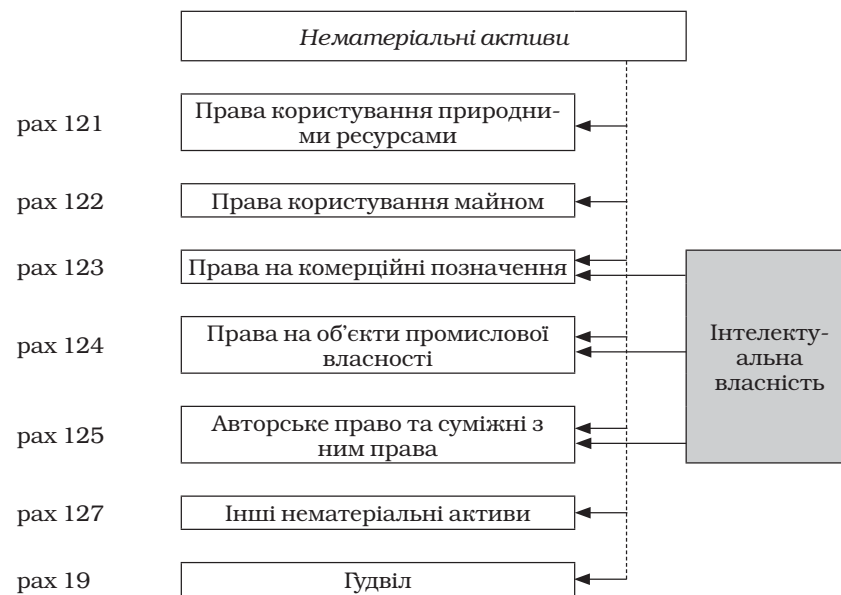 Нематеріальні активи
рах 121
Права користування природни-
ми ресурсами
рах 122
Права користування майном
рах 123
Права на комерційні позначення
рах 124
Права на об’єкти промислової
власності
Інтелекту-
альна
власність
рах 125
Авторське право та суміжні з
ним права
рах 127
Інші нематеріальні активи
рах 19
Гудвіл